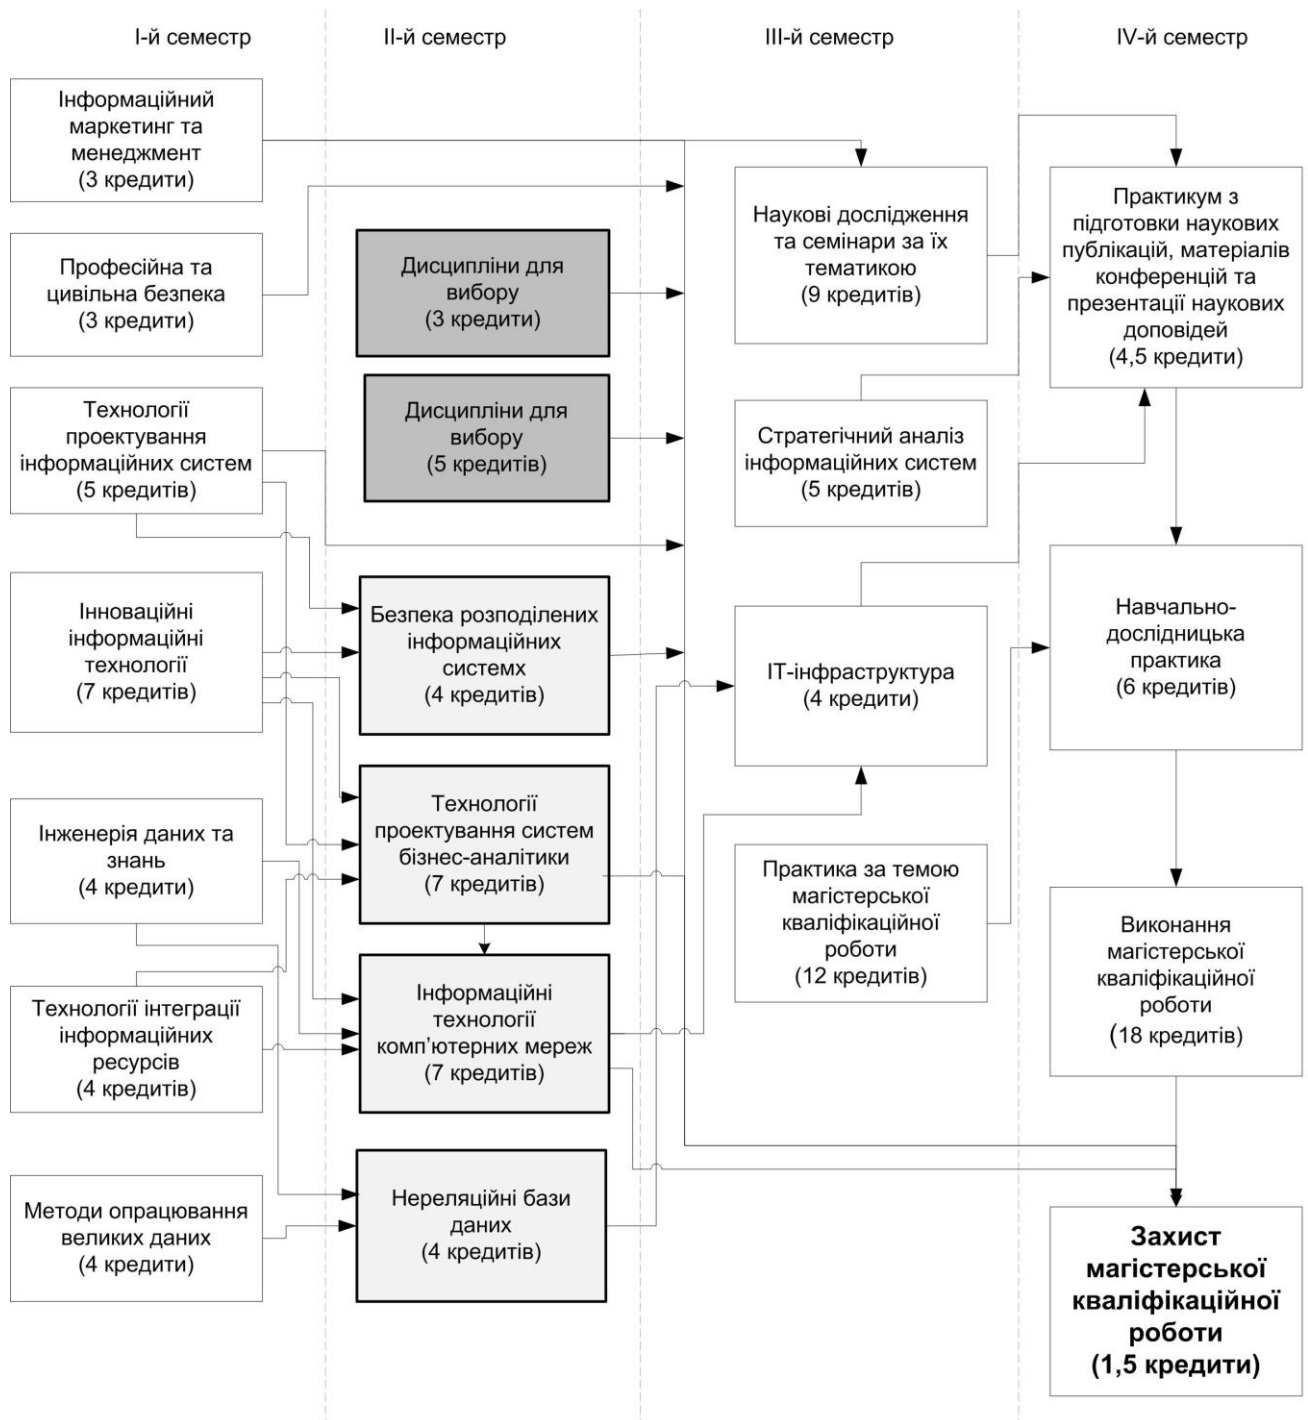 І-й семестр
ІІ-й семестр
ІІІ-й семестр
IV-й семестр
Інформаційний
маркетинг та
менеджмент
(3 кредити)
Професійна та
цивільна безпека
(3 кредити)
Технології
проектування
інформаційних систем
(5 кредитів)
Інноваційні
інформаційні
технології
(7 кредитів)
Інженерія даних та
знань
(4 кредити)
Технології інтеграції
інформаційних
ресурсів
(4 кредитів)
Методи опрацювання
великих даних
(4 кредити)
Дисципліни для
вибору
(3 кредити)
Дисципліни для
вибору
(5 кредитів)
Безпека розподілених
інформаційних
системх
(4 кредитів)
Технології
проектування систем
бізнес-аналітики
(7 кредитів)
Інформаційні
технології
комп’ютерних мереж
(7 кредитів)
Нереляційні бази
даних
(4 кредитів)
Наукові дослідження
та семінари за їх
тематикою
(9 кредитів)
Стратегічний аналіз
інформаційних систем
(5 кредитів)
ІТ-інфраструктура
(4 кредити)
Практика за темою
магістерської
кваліфікаційної
роботи
(12 кредитів)
Практикум з
підготовки наукових
публікацій, матеріалів
конференцій та
презентації наукових
доповідей
(4,5 кредити)
Навчально-
дослідницька
практика
(6 кредитів)
Виконання
магістерської
кваліфікаційної
роботи
(18 кредитів)
Захист
магістерської
кваліфікаційної
роботи
(1,5 кредити)